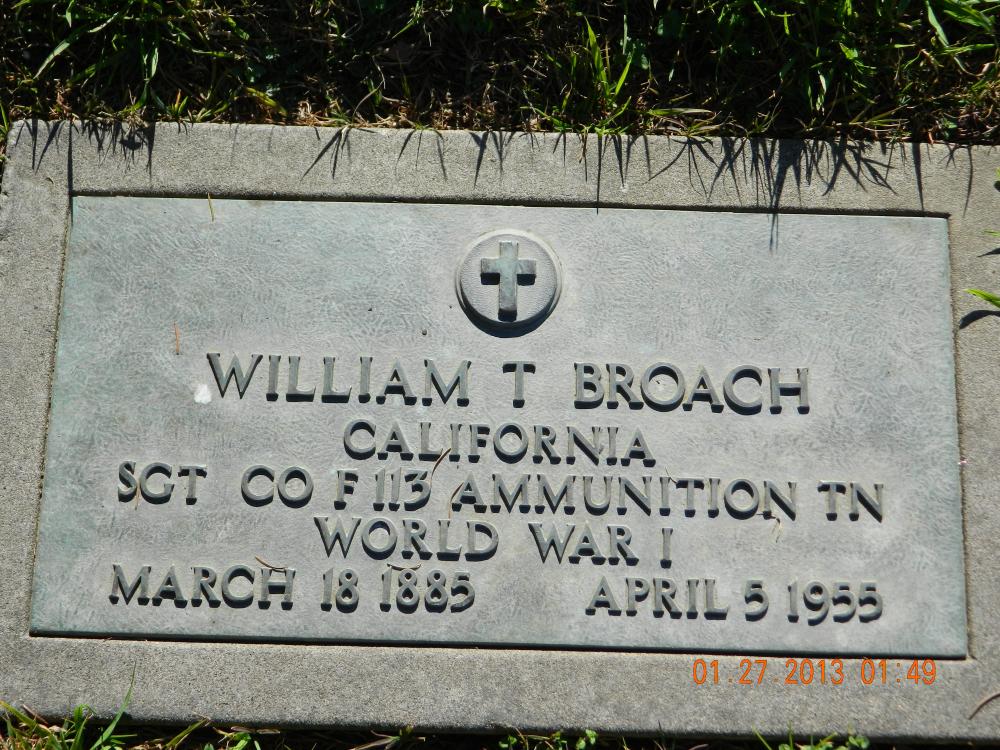 WILLIAM T BROACH
CALIFORNIA
SGT CO F 113 AMMUNITION TN
WORLD WAR I
MARCH 18 1885 APRIL 5 1955
01.27.2013 01:49